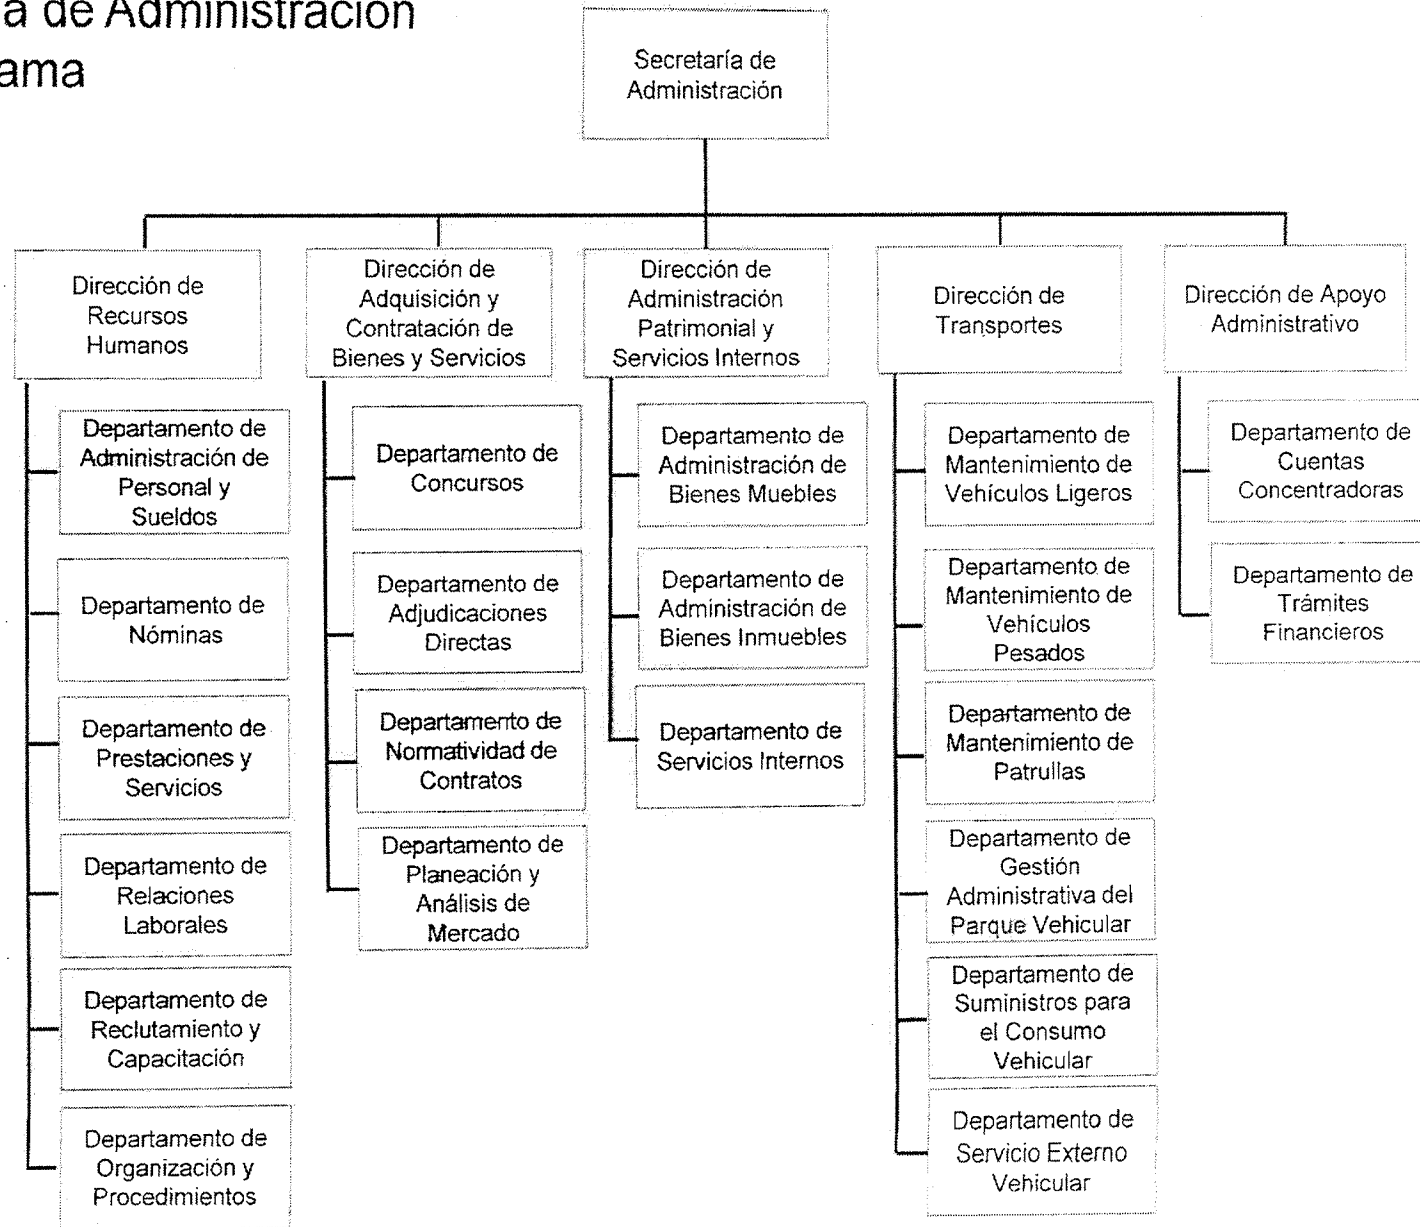 a de Administración
ama
Secretaría de
Administración
Dirección de
Recursos
Humanos
Dirección de
Adquisición y
Contratación de
Bienes y Servicios
Dirección de
Administración
Patrimonial y
Servicios Internos
Dirección de
Transportes
Dirección de Apoyo
Administrativo
Departamento de
Administración de
Personal y
Sueldos
Departamento de
Nóminas
Departamento de
Prestaciones y
Servicios
Departamento de
Relaciones
Laborales
Departamento de
Reclutamiento y
Capacitación
Departamento de
Organización y
Procedimientos
Departamento de
Concursos
Departamento de
Adjudicaciones
Directas
Departamento de
Normatividad de
Contratos
Departamento de
Planeación y
Análisis de
Mercado
Departamento de
Administración de
Bienes Muebles
Departamento de
Administración de
Bienes Inmuebles
Departamento de
Servicios Internos
Departamento de
Mantenimiento de
Vehículos Ligeros
Departamento de
Mantenimiento de
Vehículos
Pesados
Departamento de
Mantenimiento de
Patrullas
Departamento de
Gestión
Administrativa del
Parque Vehicular
Departamento de
Suministros para
el Consumo
Vehicular
Departamento de
Servicio Externo
Vehicular
Departamento de
Cuentas
Concentradoras
Departamento de
Trámites
Financieros